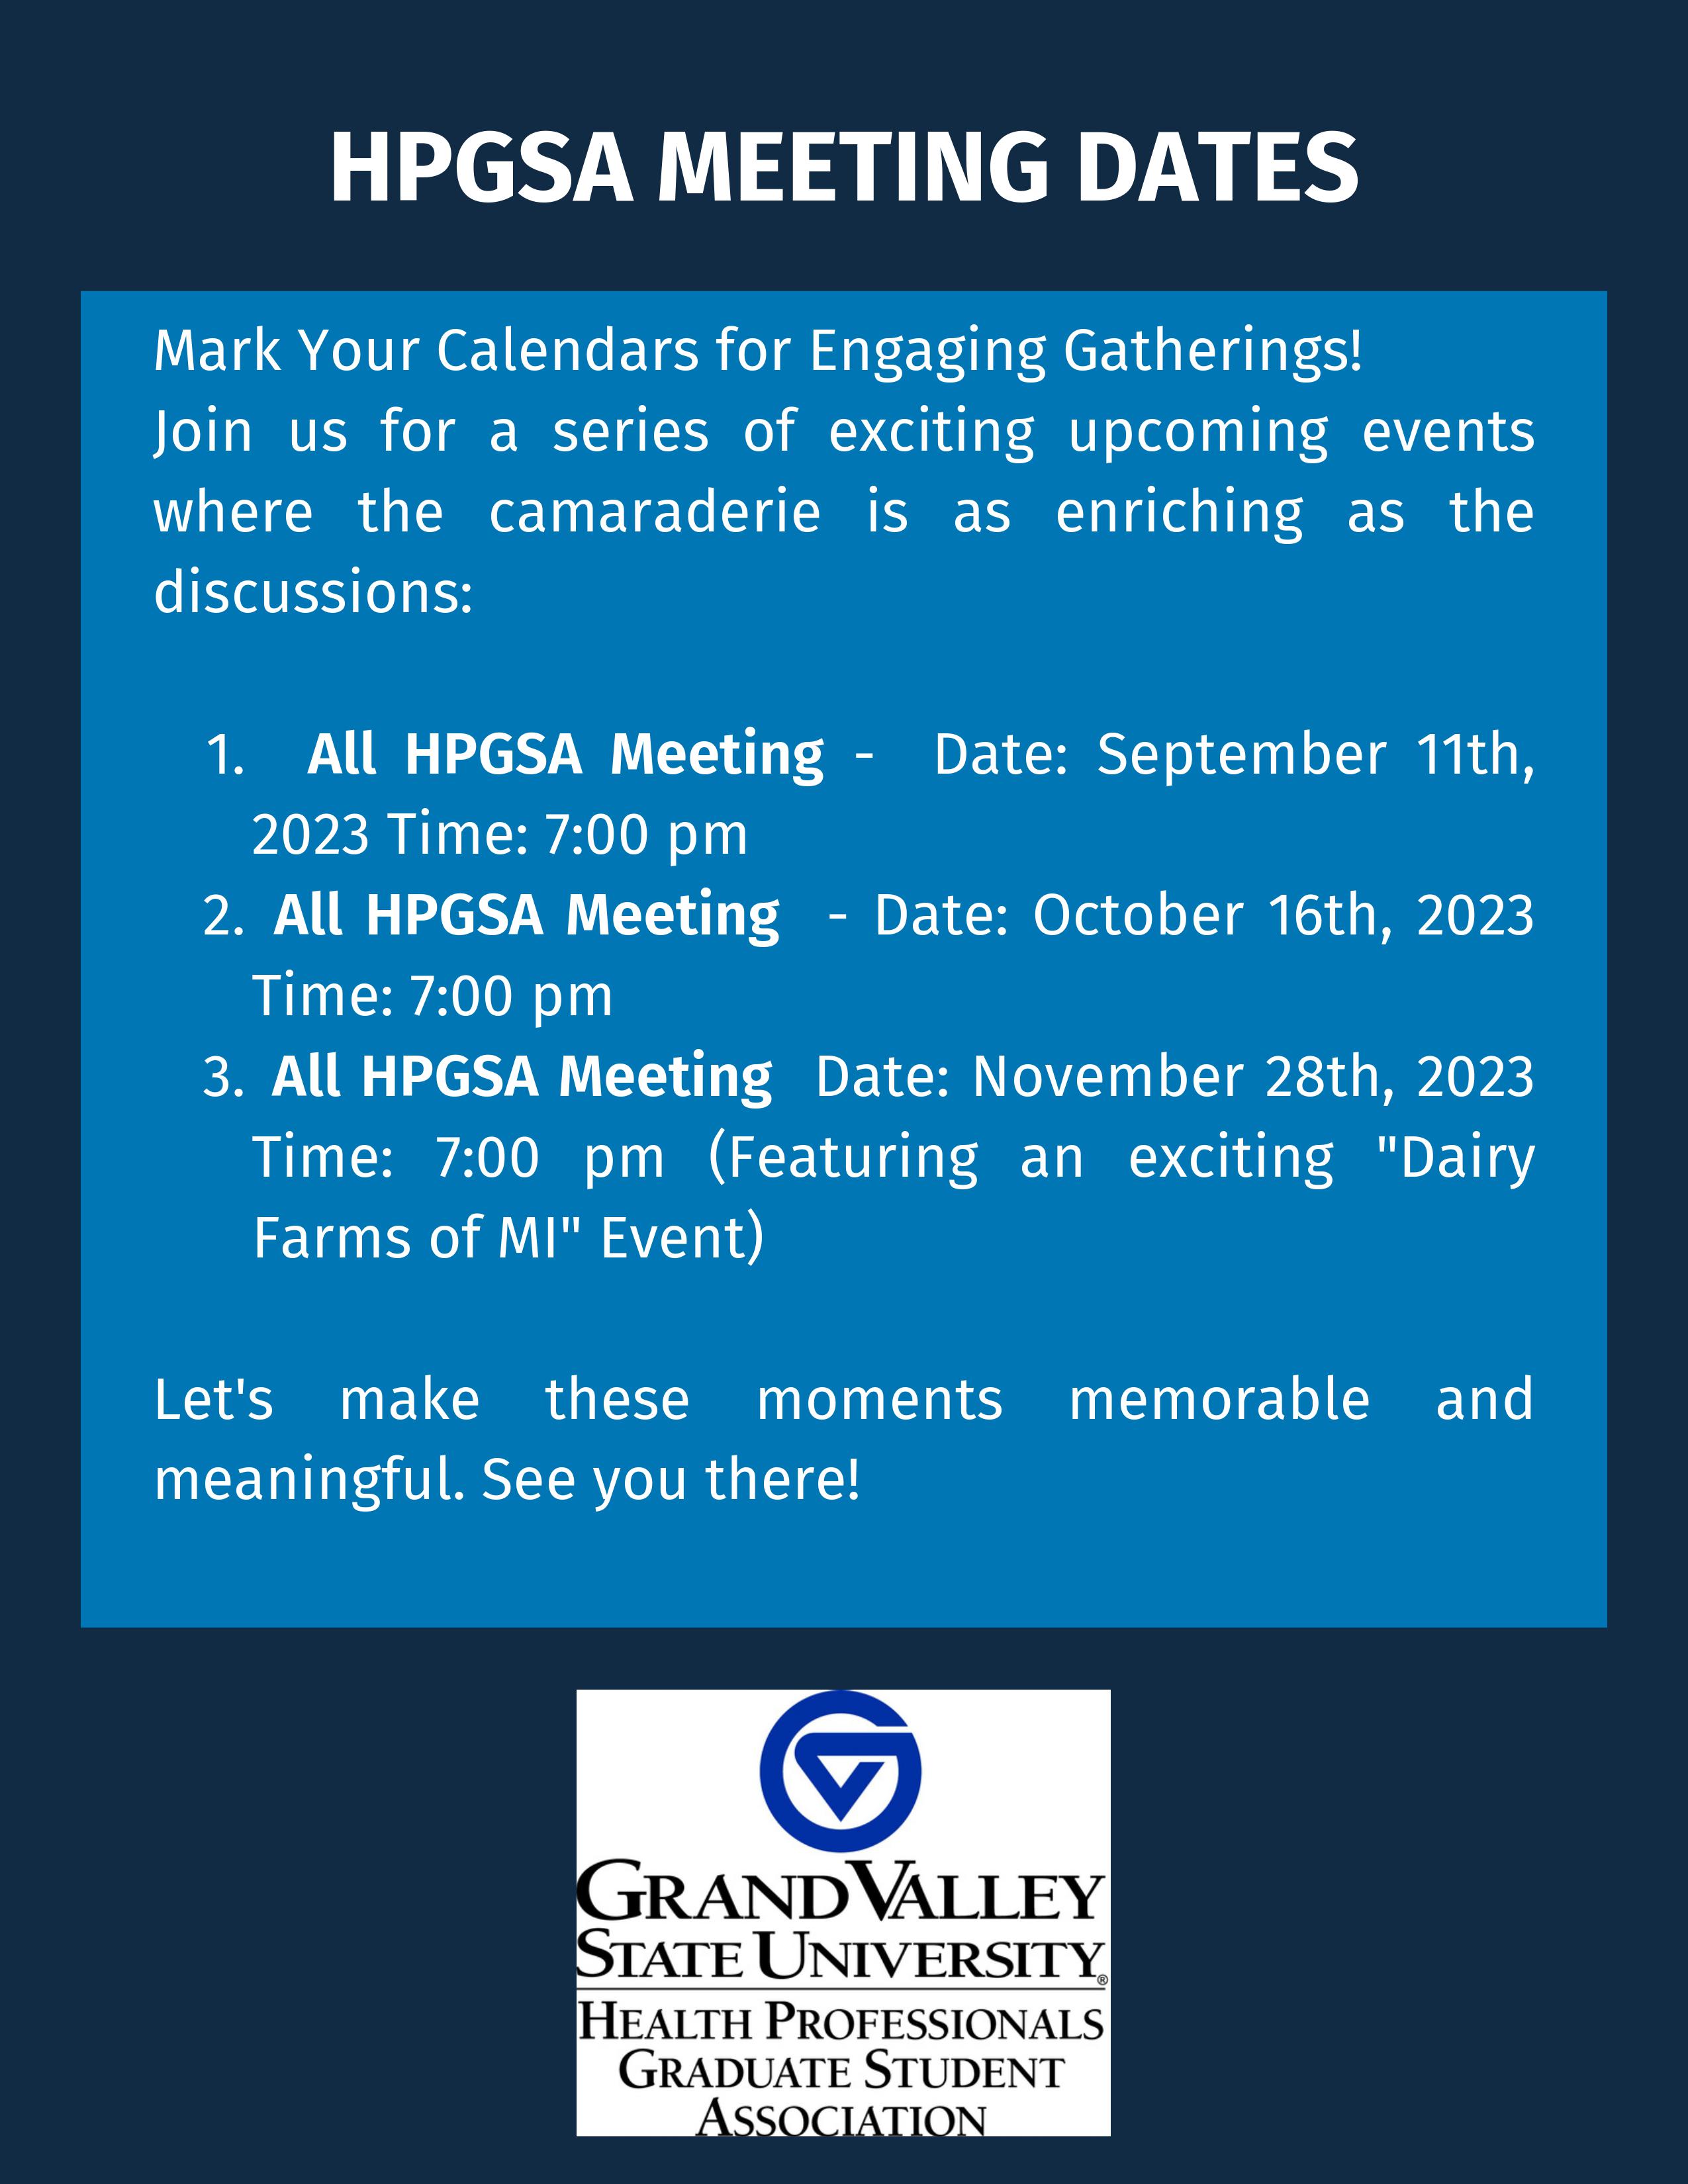 HPGSA MEETING DATES
Mark Your Calendars for Engaging Gatherings!
Join us for a series of exciting upcoming events
where the camaraderie is as enriching as the
discussions:
1. All HPGSA Meeting - Date: September 11th,
2023 Time: 7:00 pm
2. All HPGSA Meeting - Date: October 16th, 2023
Time: 7:00 pm
3. All HPGSA Meeting Date: November 28th, 2023
Time: 7:00 pm (Featuring an exciting "Dairy
Farms of MI" Event)
Let's make these moments memorable and
meaningful. See you there!
GRAND VALLEY
STATE UNIVERSITY®
HEALTH PROFESSIONALS
GRADUATE STUDENT
ASSOCIATION